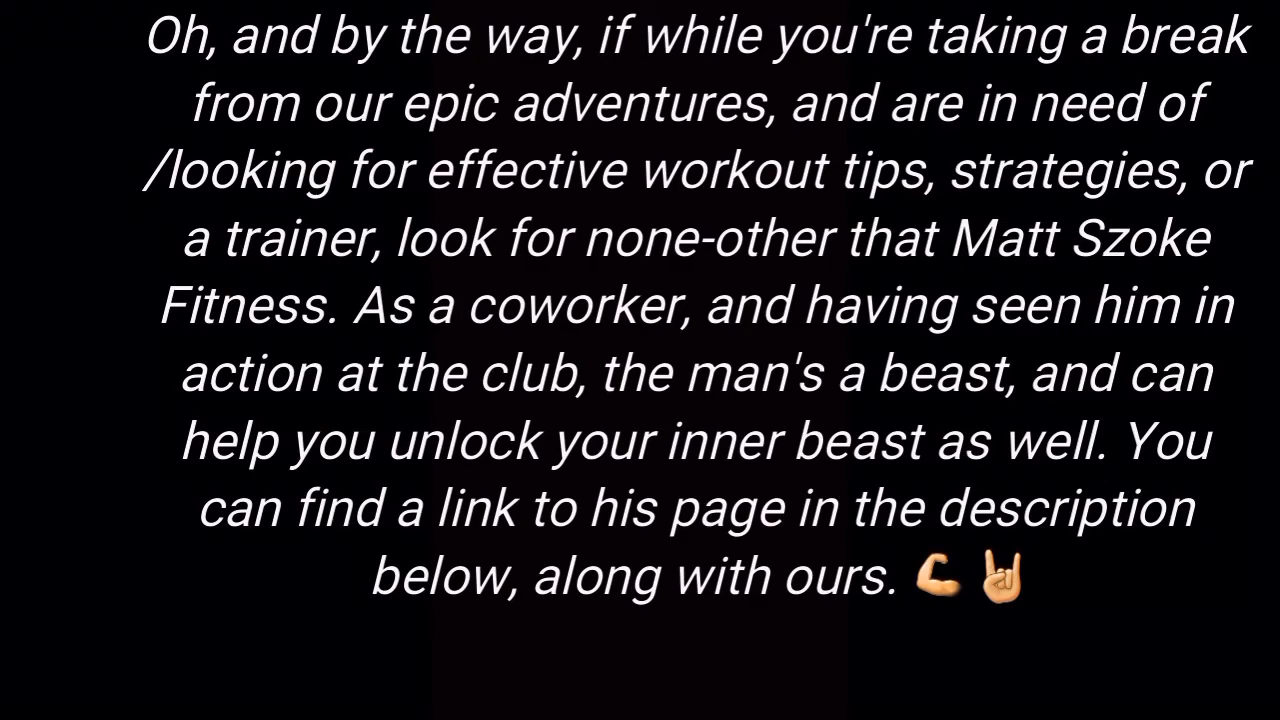 Oh, and by the way, if while you're taking a break
from our epic adventures, and are in need of
/looking for effective workout tips, strategies, or
a trainer, look for none-other that Matt Szoke
Fitness. As a coworker, and having seen him in
action at the club, the man's a beast, and can
help you unlock your inner beast as well. You
can find a link to his page in the description
below, along with ours. 💪🤘